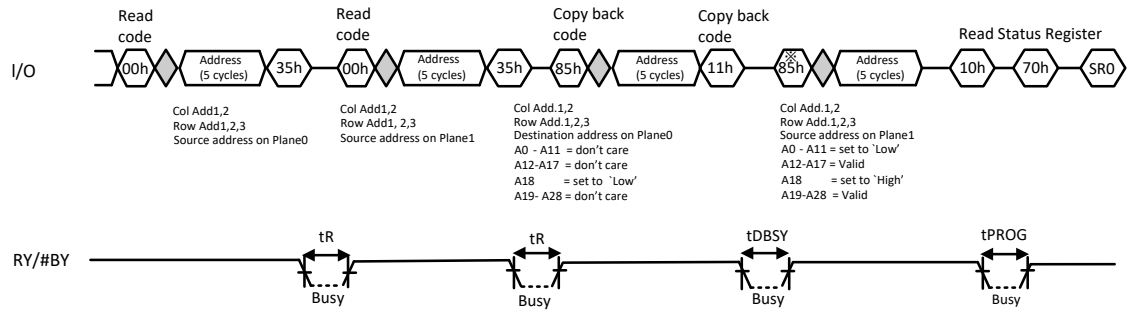 Read
code
Read
code
Copy back
code
Copy back
code
Read Status Register
I/O
00h
Address
(5 cycles)
35h
00h
Address
(5 cycles)
35h
85h
Address
(5 cycles)
11h
※
85h
Address
(5 cycles)
10h
70h
SR0
Col Add1,2
Row Add1,2,3
Source address on Plane0
Col Add1,2
Row Add1, 2,3
Source address on Plane1
Col Add.1,2
Row Add.1,2,3
Destination address on Plane0
A0 - A11 = don't care
A12-A17 = don't care
A18 = set to `Low'
A19- A28 = don't care
Col Add.1,2
Row Add.1,2,3
Source address on Plane1
A0 - A11 = set to `Low'
A12-A17 = Valid
A18 = set to `High'
A19-A28 = Valid
RY/#BY
tR
Busy
tR
Busy
tDBSY
Busy
tPROG
Busy